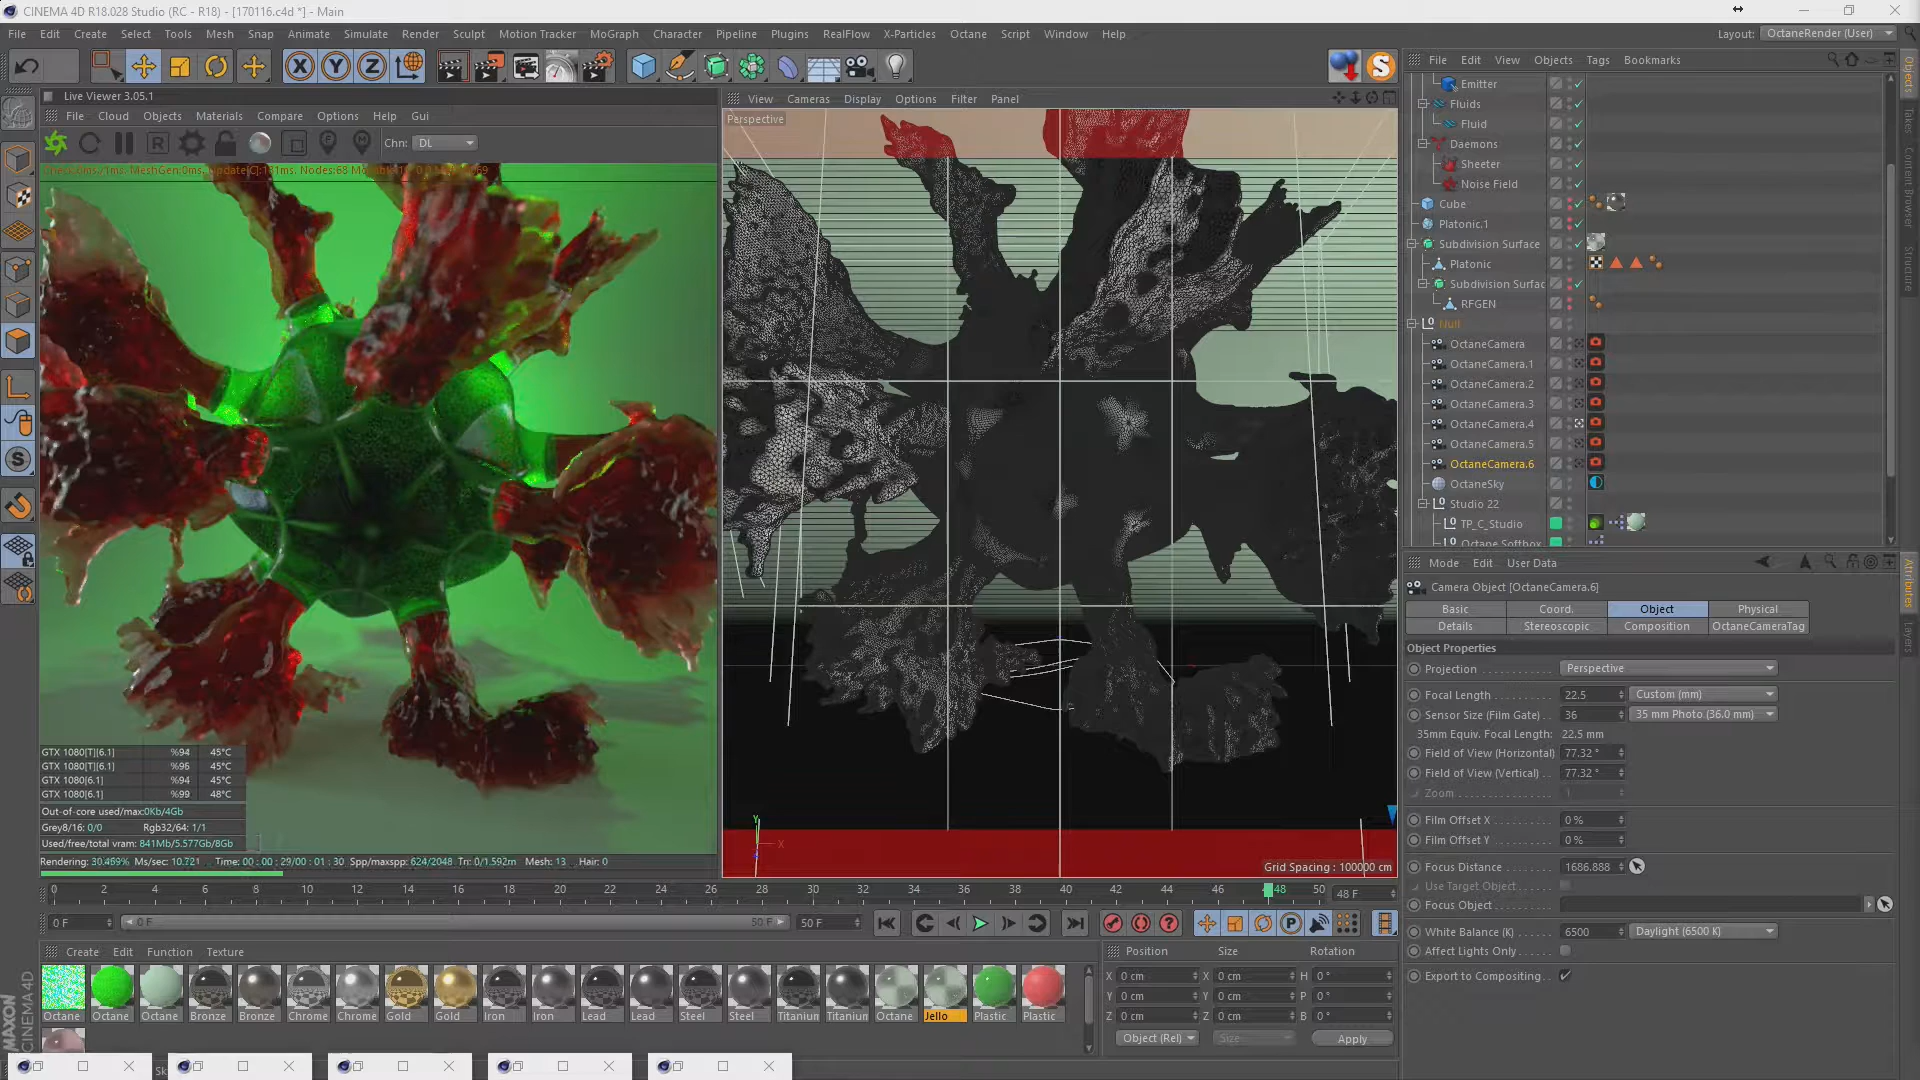 CINEMA 4D R18.028 Studio (RC - R18) - [170116.c4d *] - Main
File Edit Create Select Tools Mesh Snap Animate Simulate Render Sculpt Motion Tracker MoGraph Character Pipeline Plugins RealFlow X-Particles Octane Script Window Help
Layout: OctaneRender (User)
Live Viewer 3.05.1
File Cloud Objects Materials Compare Options Help Gui
Chn: DL
View Cameras Display Options Filter Panel
Perspective
GTX 1080[T][6.1] %94 45°C
GTX 1080[T][6.1] %96 45°C
GTX 1080[6.1] %94 45°C
GTX 1080[6.1] %99 48°C
Out-of-core used/max:0Kb/4Gb
Grey8/16: 0/0 Rgb32/64: 1/1
Used/free/total vram: 841Mb/5.577Gb/8Gb
Rendering: 30.469% Ms/sec: 10.721 Time: 00 : 00 : 29/00 : 01 : 30 Spp/maxspp: 624/2048 Tri: 0/1.592m Mesh: 13 Hair: 0
Grid Spacing : 100000 cm
Y
X
0 2 4 6 8 10 12 14 16 18 20 22 24 26 28 30 32 34 36 38 40 42 44 46 48 50
48 F
0 F 0 F 50 F 50 F
Create Edit Function Texture
Octane Octane Octane Bronze Bronze Chrome Chrome Gold Gold Iron Iron Lead Lead Steel Steel Titanium Titanium Octane Jello Plastic Plastic
MAXON CINEMA 4D
Position Size Rotation
X 0 cm X 0 cm H 0 °
Y 0 cm Y 0 cm P 0 °
Z 0 cm Z 0 cm B 0 °
Object (Rel) Size Apply
File Edit View Objects Tags Bookmarks
Emitter
Fluids
Fluid
Daemons
Sheeter
Noise Field
Cube
Platonic.1
Subdivision Surface
Platonic
Subdivision Surfac
RFGEN
Null
OctaneCamera
OctaneCamera.1
OctaneCamera.2
OctaneCamera.3
OctaneCamera.4
OctaneCamera.5
OctaneCamera.6
OctaneSky
Studio 22
TP_C_Studio
Octane Softbox
Objects
Takes
Content Browser
Structure
Mode Edit User Data
Camera Object [OctaneCamera.6]
Basic Coord. Object Physical
Details Stereoscopic Composition OctaneCameraTag
Object Properties
Projection Perspective
Focal Length 22.5 Custom (mm)
Sensor Size (Film Gate) 36 35 mm Photo (36.0 mm)
35mm Equiv. Focal Length: 22.5 mm
Field of View (Horizontal) 77.32 °
Field of View (Vertical) 77.32 °
Zoom 1
Film Offset X 0 %
Film Offset Y 0 %
Focus Distance 1686.888
Use Target Object
Focus Object
White Balance (K) 6500 Daylight (6500 K)
Affect Lights Only
Export to Compositing
Attributes
Layers